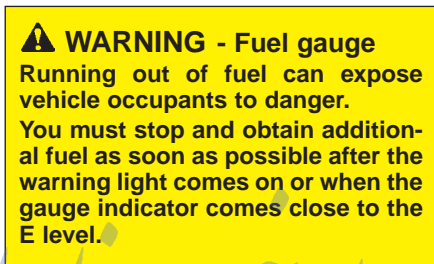 WARNING - Fuel gauge
Running out of fuel can expose
vehicle occupants to danger.
You must stop and obtain addition-
al fuel as soon as possible after the
warning light comes on or when the
gauge indicator comes close to the
E level.